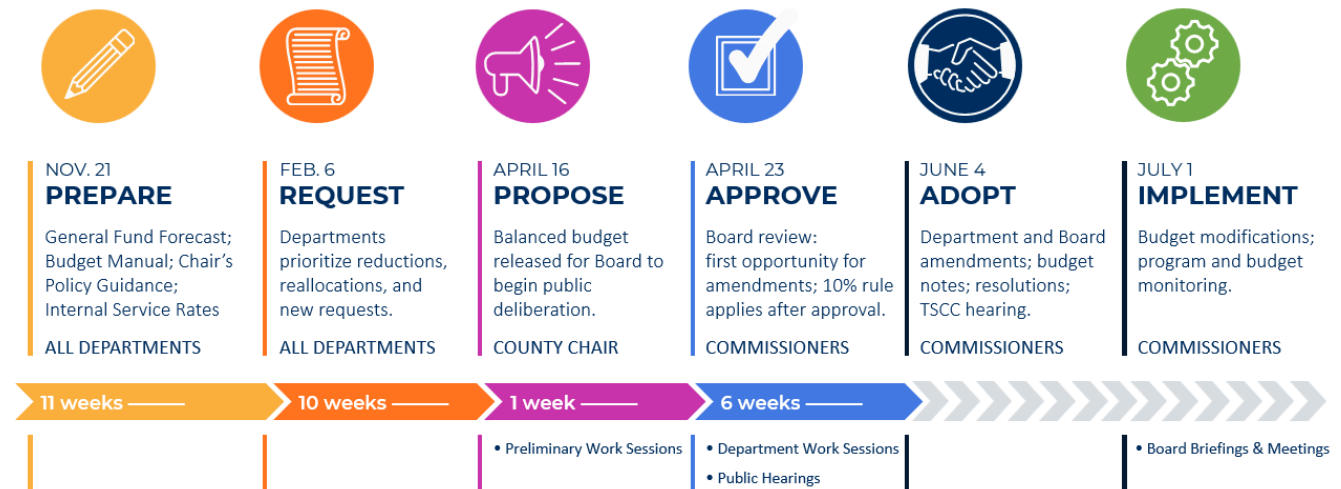 NOV. 21
PREPARE
General Fund Forecast;
Budget Manual; Chair's
Policy Guidance;
Internal Service Rates
ALL DEPARTMENTS
FEB. 6
REQUEST
Departments
prioritize reductions,
reallocations, and
new requests.
ALL DEPARTMENTS
APRIL 16
PROPOSE
Balanced budget
released for Board to
begin public
deliberation.
COUNTY CHAIR
APRIL 23
APPROVE
Board review:
first opportunity for
amendments; 10% rule
applies after approval.
COMMISSIONERS
JUNE 4
ADOPT
Department and Board
amendments; budget
notes; resolutions;
TSCC hearing.
COMMISSIONERS
JULY 1
IMPLEMENT
Budget modifications;
program and budget
monitoring.
COMMISSIONERS
11 weeks
10 weeks
1 week
6 weeks
• Preliminary Work Sessions
• Department Work Sessions
• Public Hearings
• Board Briefings & Meetings